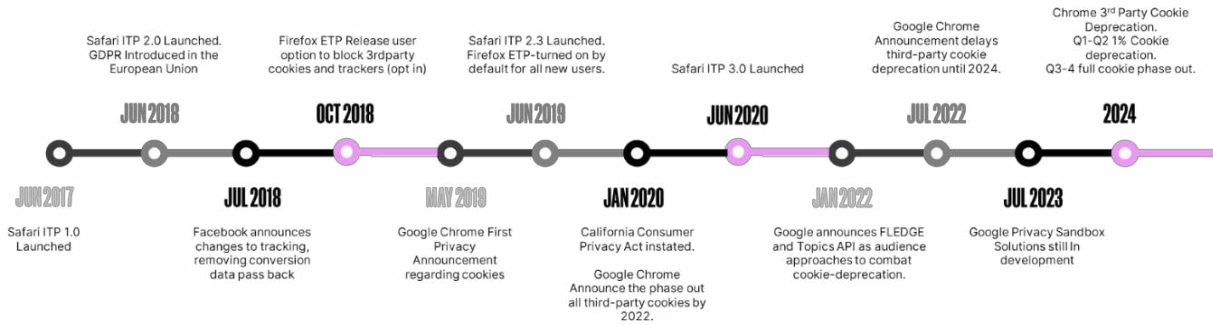 Safari ITP 2.0 Launched.
GDPR Introduced in the
European Union
Firefox ETP Release user
option to block 3rdparty
cookies and trackers (opt in)
Safari ITP 2.3 Launched.
Firefox ETP-turned on by
default for all new users.
Safari ITP 3.0 Launched
Google Chrome
Announcement delays
third-party cookie
deprecation until 2024.
Chrome 3rd Party Cookie
Deprecation.
Q1-Q2 1% Cookie
deprecation.
Q3-4 full cookie phase out.
JUN 2018
OCT 2018
JUN 2019
JUN 2020
JUL 2022
2024
JUN 2017
JUL 2018
MAY 2019
JAN 2020
JAN 2022
JUL 2023
Safari ITP 1.0
Launched
Facebook announces
changes to tracking,
removing conversion
data pass back
Google Chrome First
Privacy
Announcement
regarding cookies
California Consumer
Privacy Act instated.
Google Chrome
Announce the phase out
all third-party cookies by
2022.
Google announces FLEDGE
and Topics API as audience
approaches to combat
cookie-deprecation.
Google Privacy Sandbox
Solutions still In
development